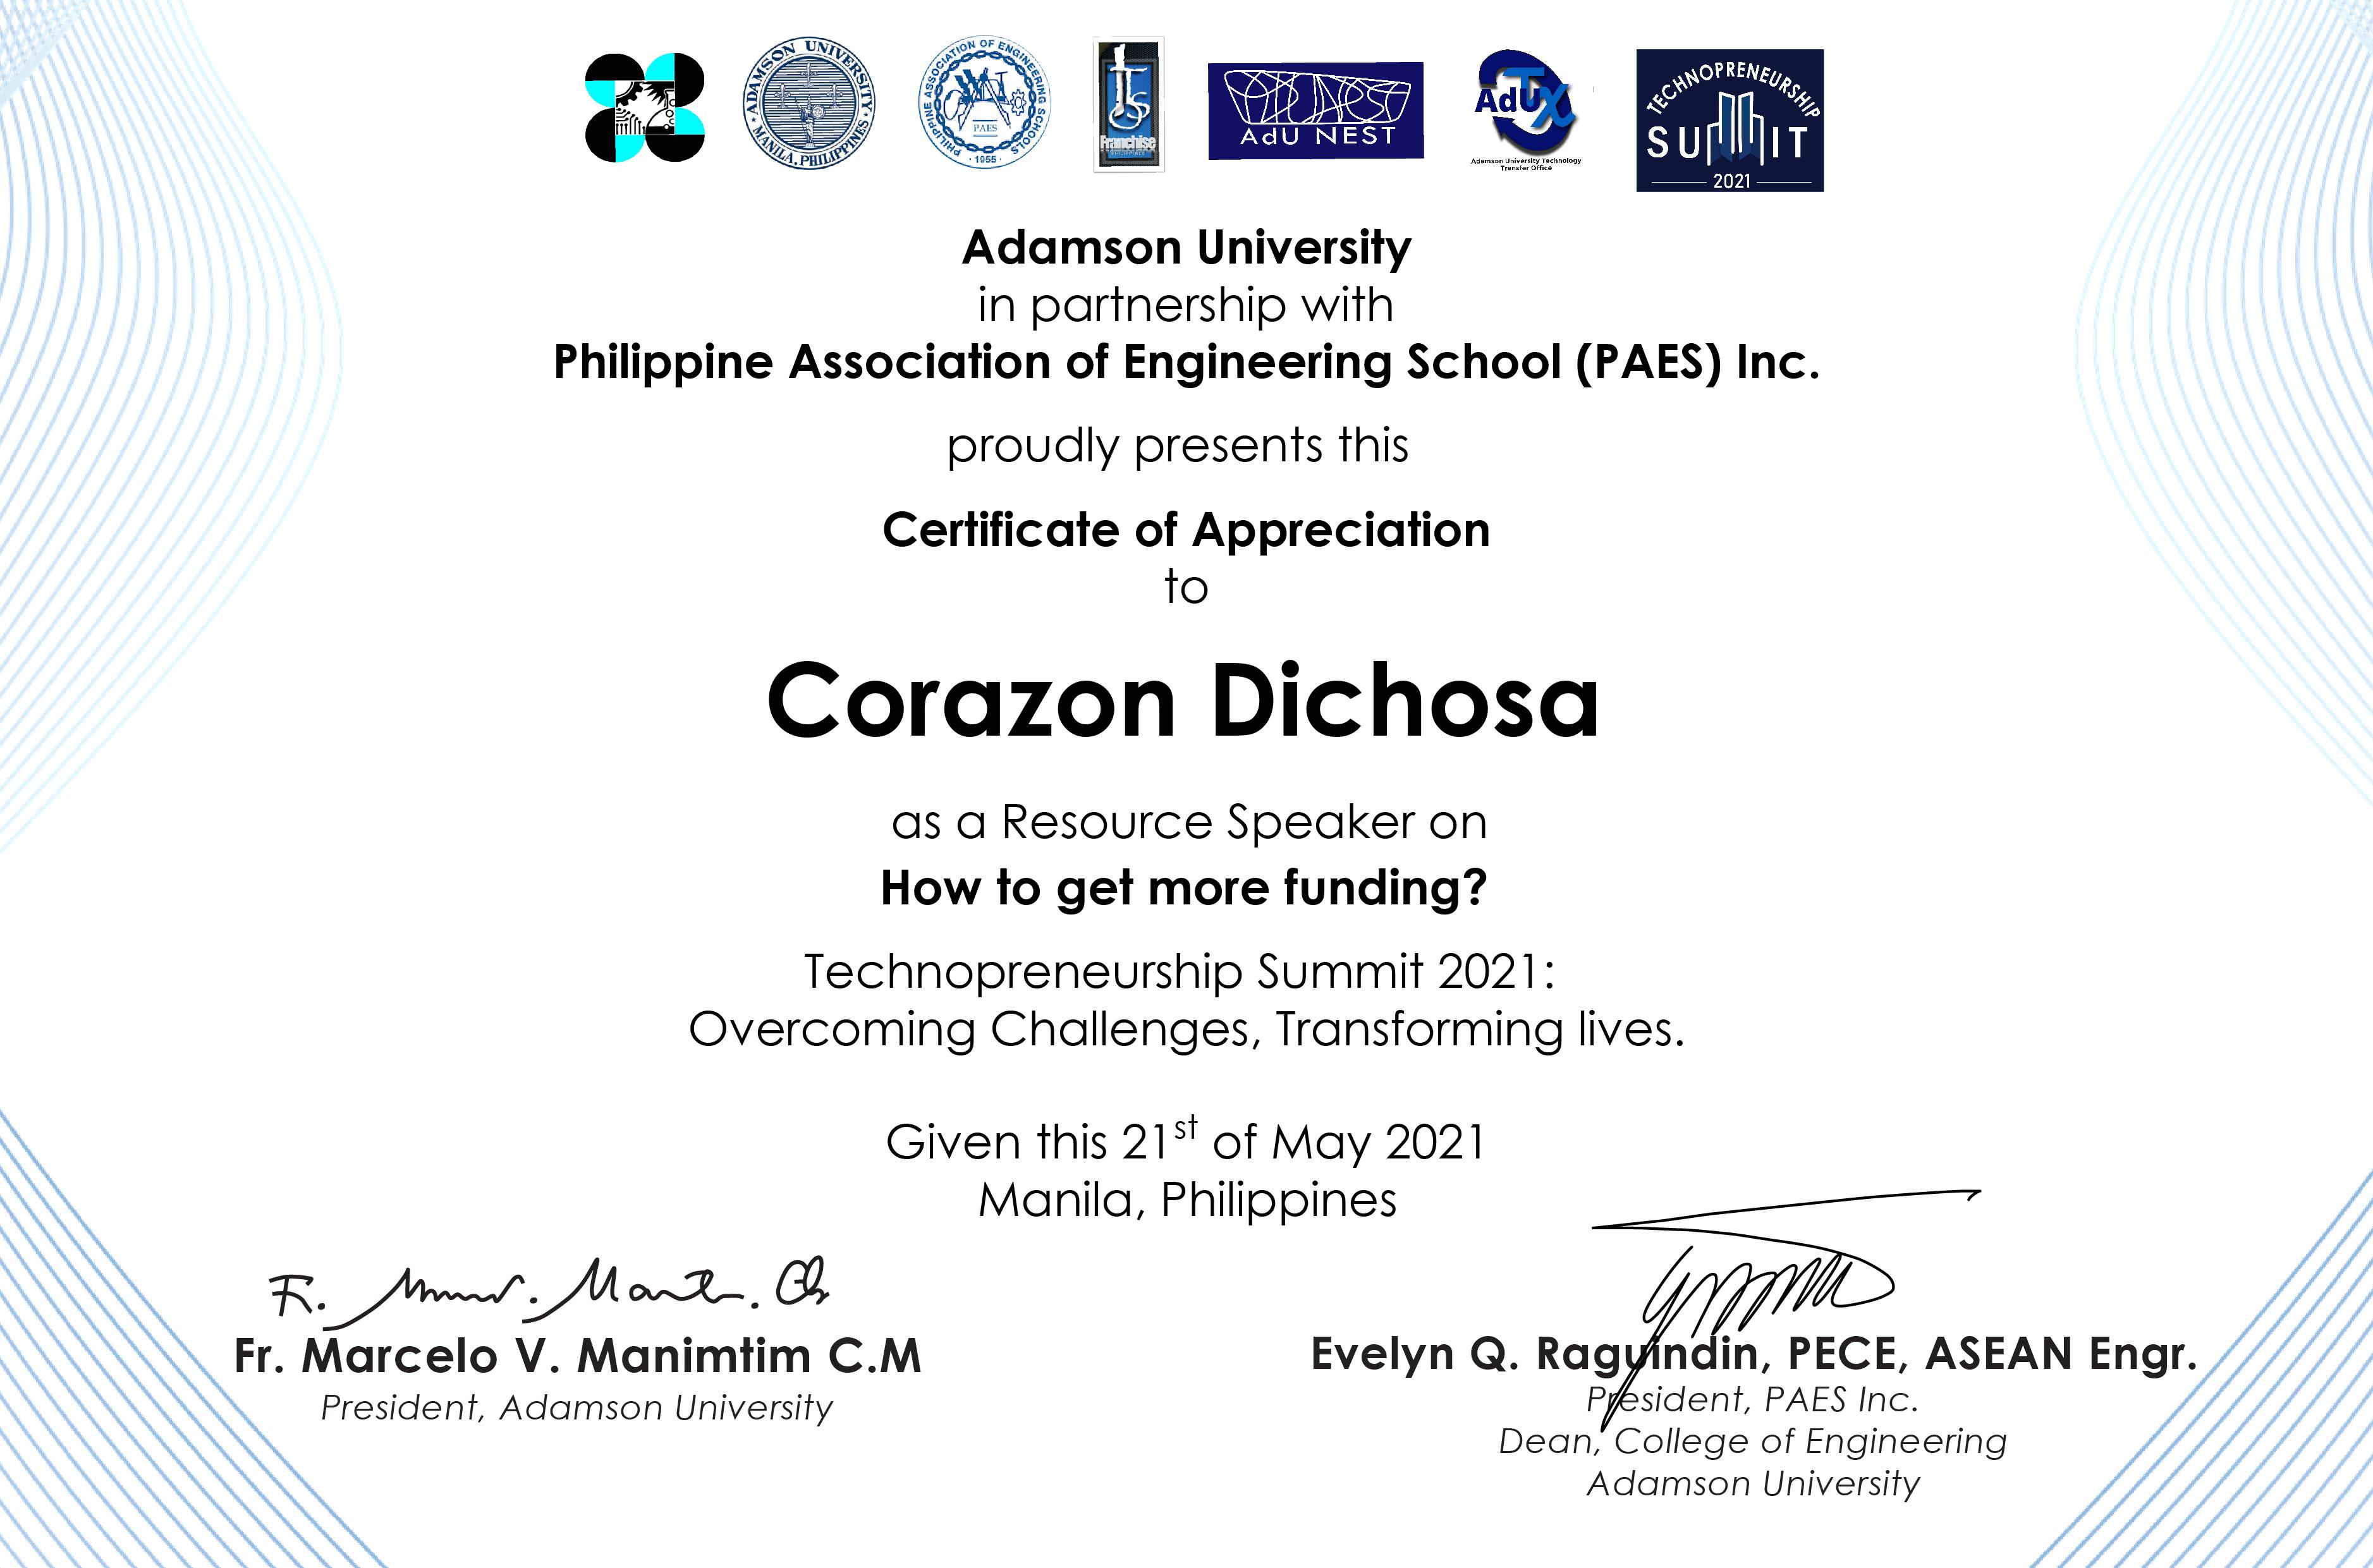 ADAMSON UNIVERSITY
MANILA, PHILIPPINES
PHILIPPINE ASSOCIATION OF ENGINEERING SCHOOLS
PAES
1955
Franchise
AdU NEST
AdU TX
Adamson University Technology
Transfer Office
TECHNOPRENEURSHIP
SUMMIT
2021
Adamson University
in partnership with
Philippine Association of Engineering School (PAES) Inc.
proudly presents this
Certificate of Appreciation
to
Corazon Dichosa
as a Resource Speaker on
How to get more funding?
Technopreneurship Summit 2021:
Overcoming Challenges, Transforming lives.
Given this 21st of May 2021
Manila, Philippines
Fr. Marcelo V. Manimtim C.M
President, Adamson University
Evelyn Q. Raguindin, PECE, ASEAN Engr.
President, PAES Inc.
Dean, College of Engineering
Adamson University